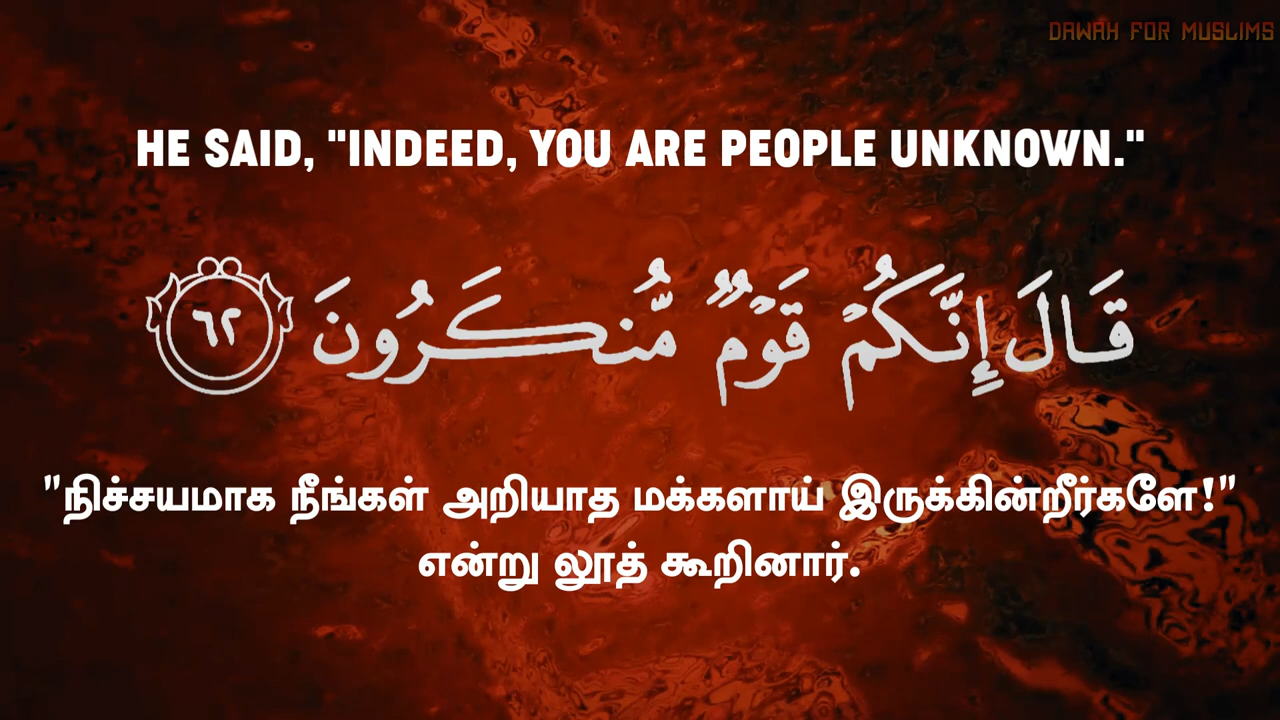 DAWAH FOR MUSLIMS
HE SAID, "INDEED, YOU ARE PEOPLE UNKNOWN."
قَالَ إِنَّكُمْ قَوْمٌ مُّنكَرُونَ ٦٢
"நிச்சயமாக நீங்கள் அறியாத மக்களாய் இருக்கின்றீர்களே!"
என்று லூத் கூறினார்.